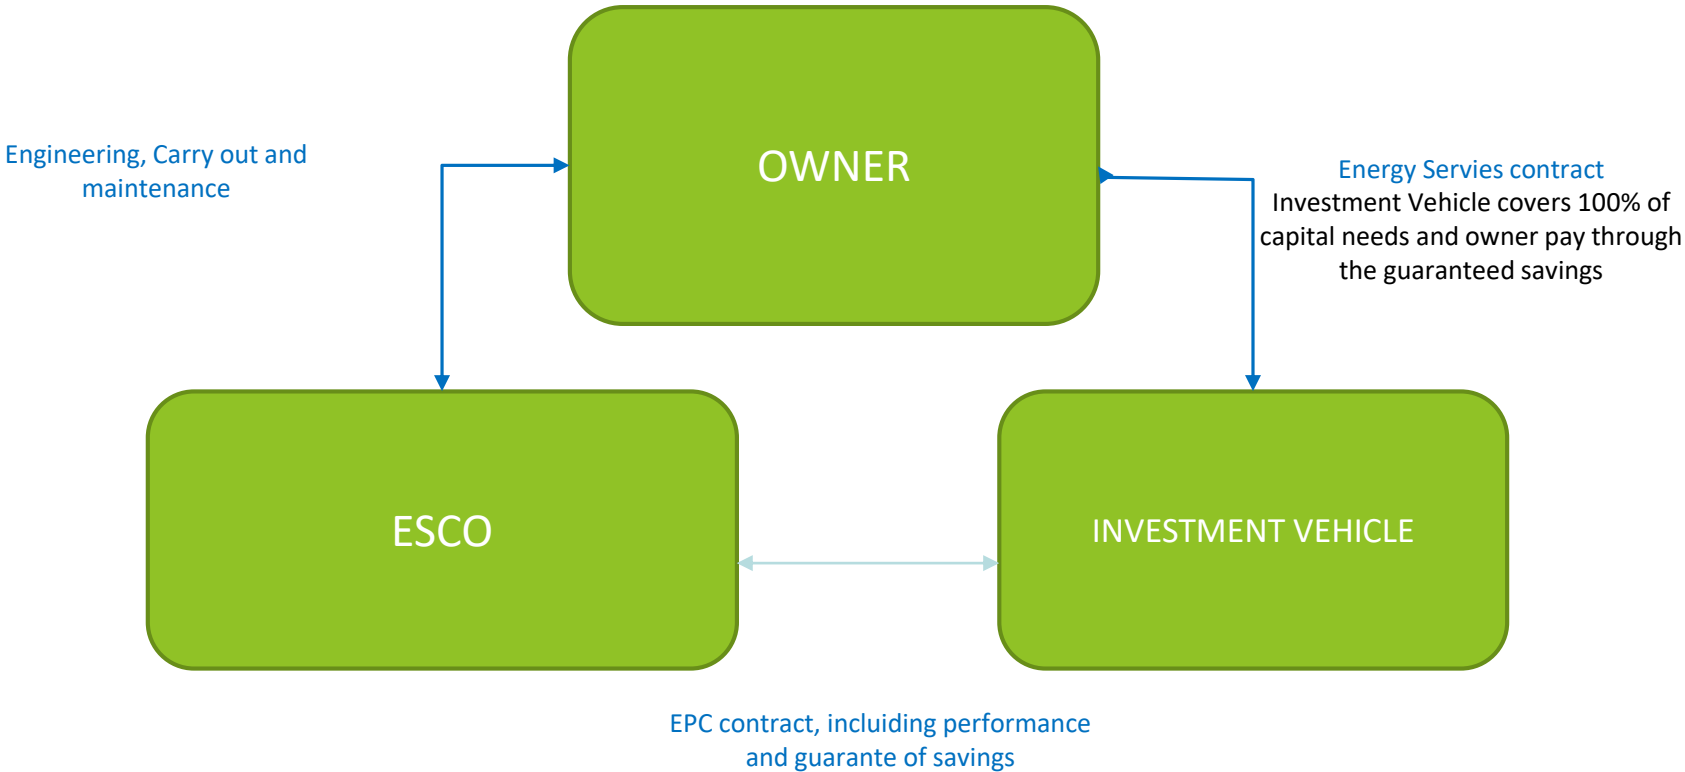 OWNER
Engineering, Carry out and
maintenance
Energy Servies contract
Investment Vehicle covers 100% of
capital needs and owner pay through
the guaranteed savings
ESCO
INVESTMENT VEHICLE
EPC contract, incluiding performance
and guarante of savings